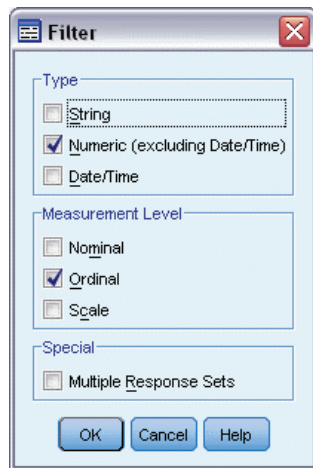 Filter
Type
String
Numeric (excluding Date/Time)
Date/Time
Measurement Level
Nominal
Ordinal
Scale
Special
Multiple Response Sets
OK Cancel Help